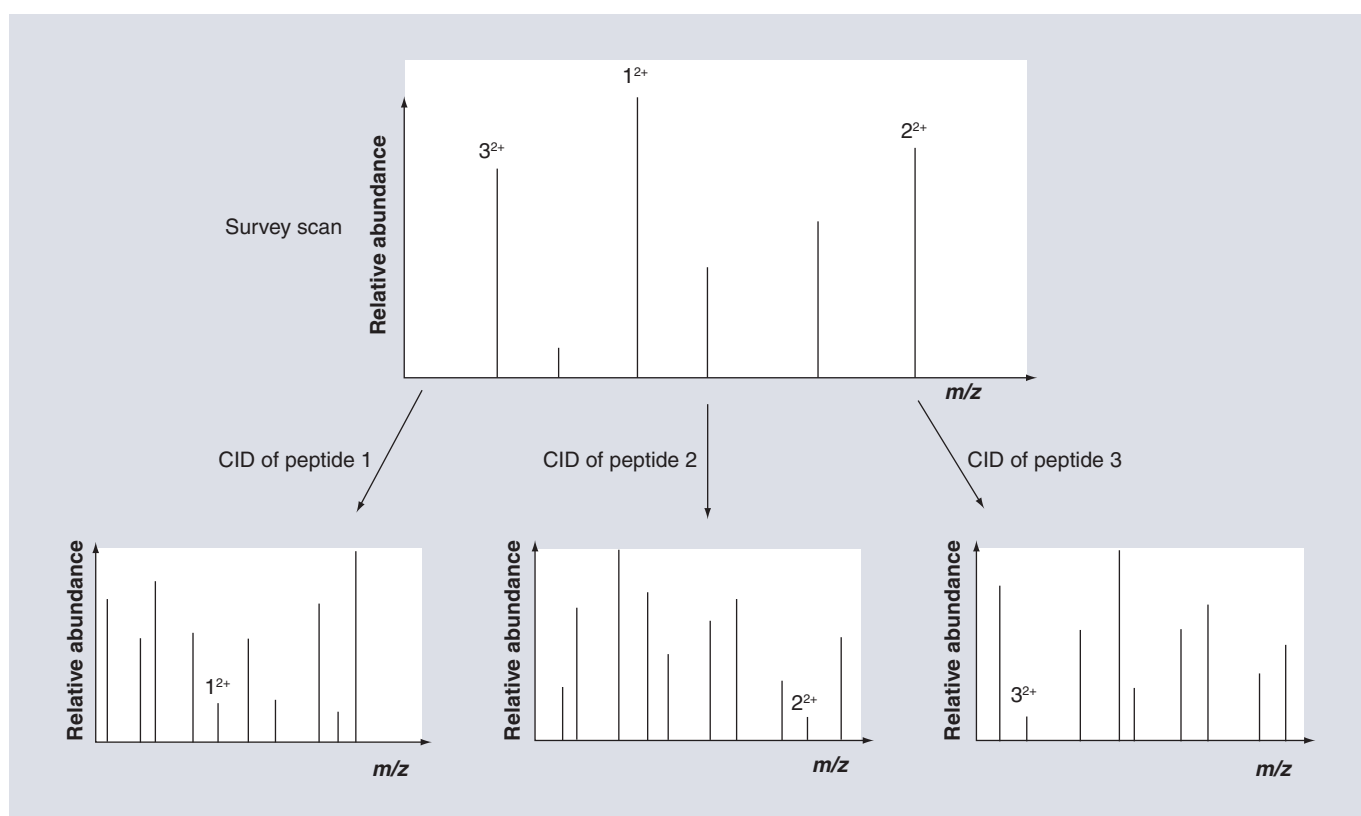 1²⁺
3²⁺
2²⁺
Survey scan
Relative abundance
m/z
CID of peptide 1
CID of peptide 2
CID of peptide 3
Relative abundance
1²⁺
m/z
Relative abundance
2²⁺
m/z
Relative abundance
3²⁺
m/z